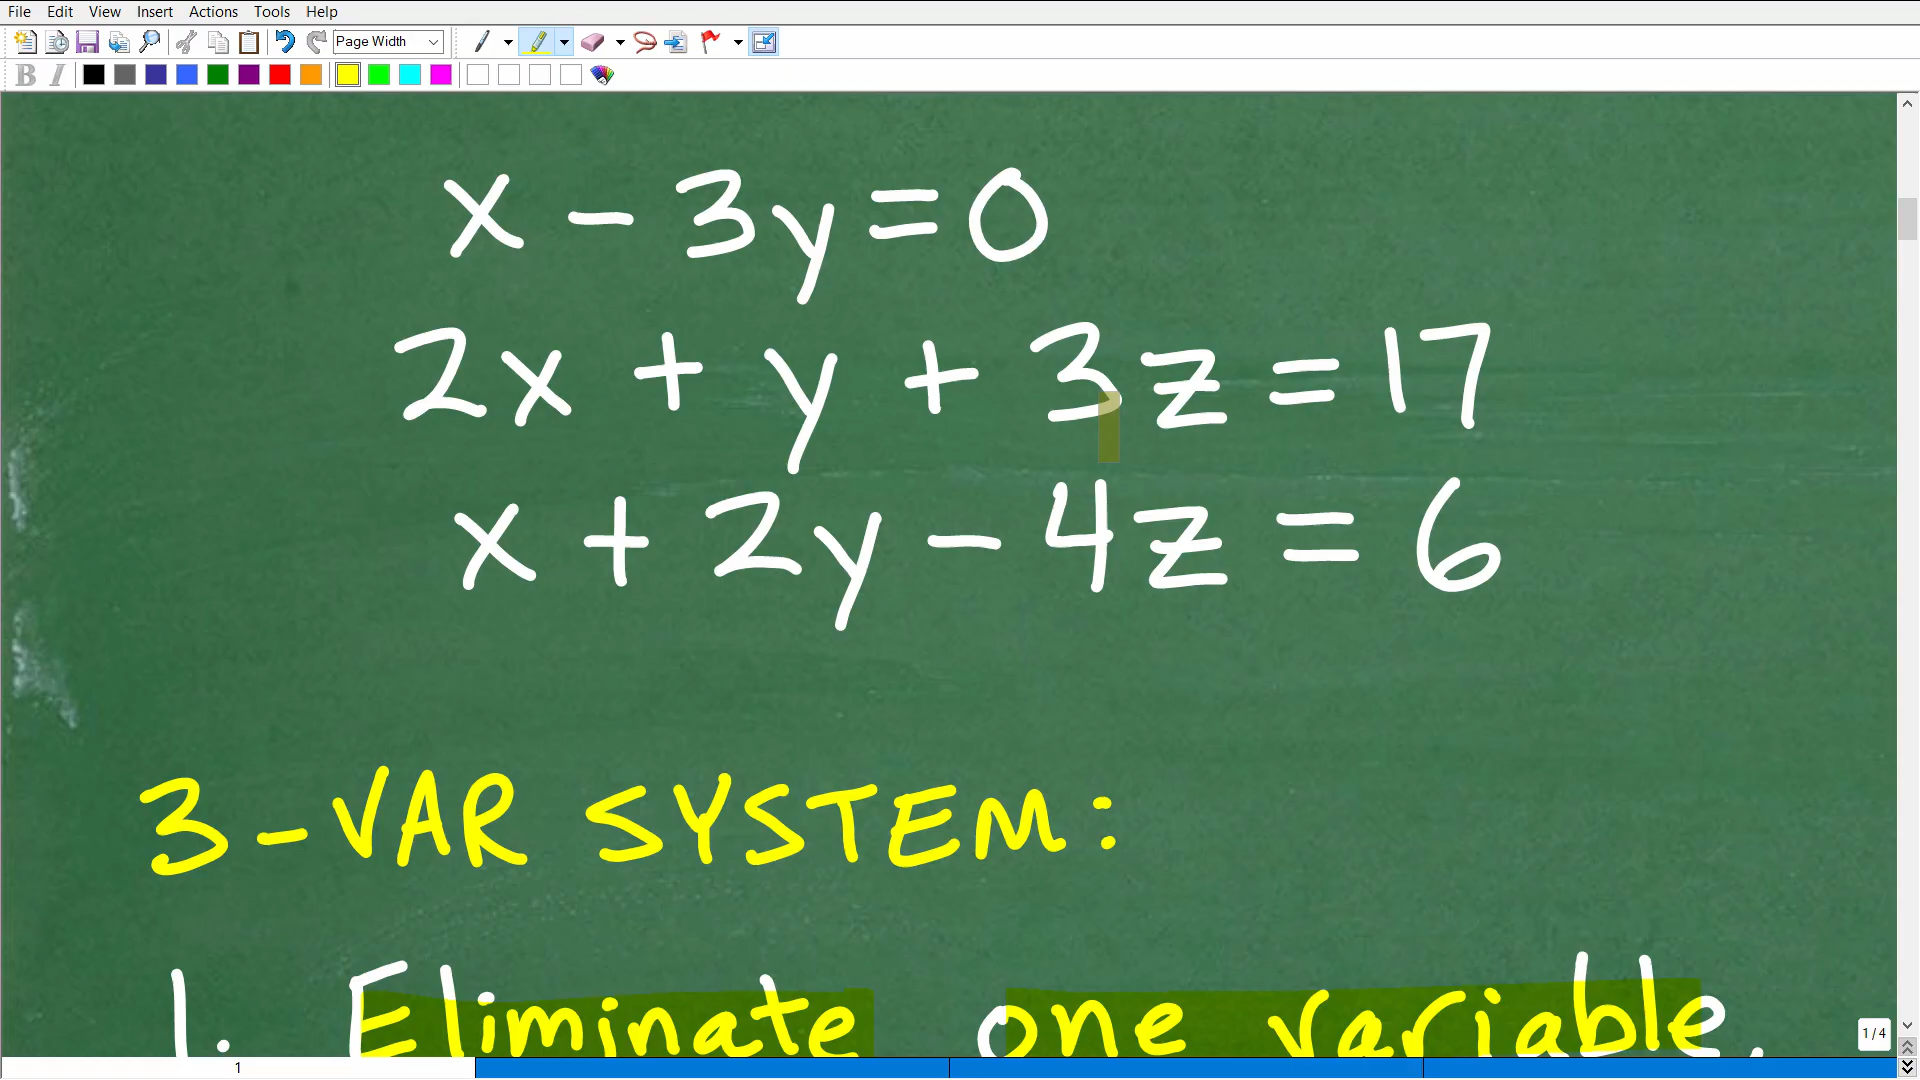 File Edit View Insert Actions Tools Help
Page Width
B I
x - 3y = 0
2x + y + 3z = 17
x + 2y - 4z = 6
3-VAR SYSTEM:
1. Eliminate one variable.
1 / 4
1